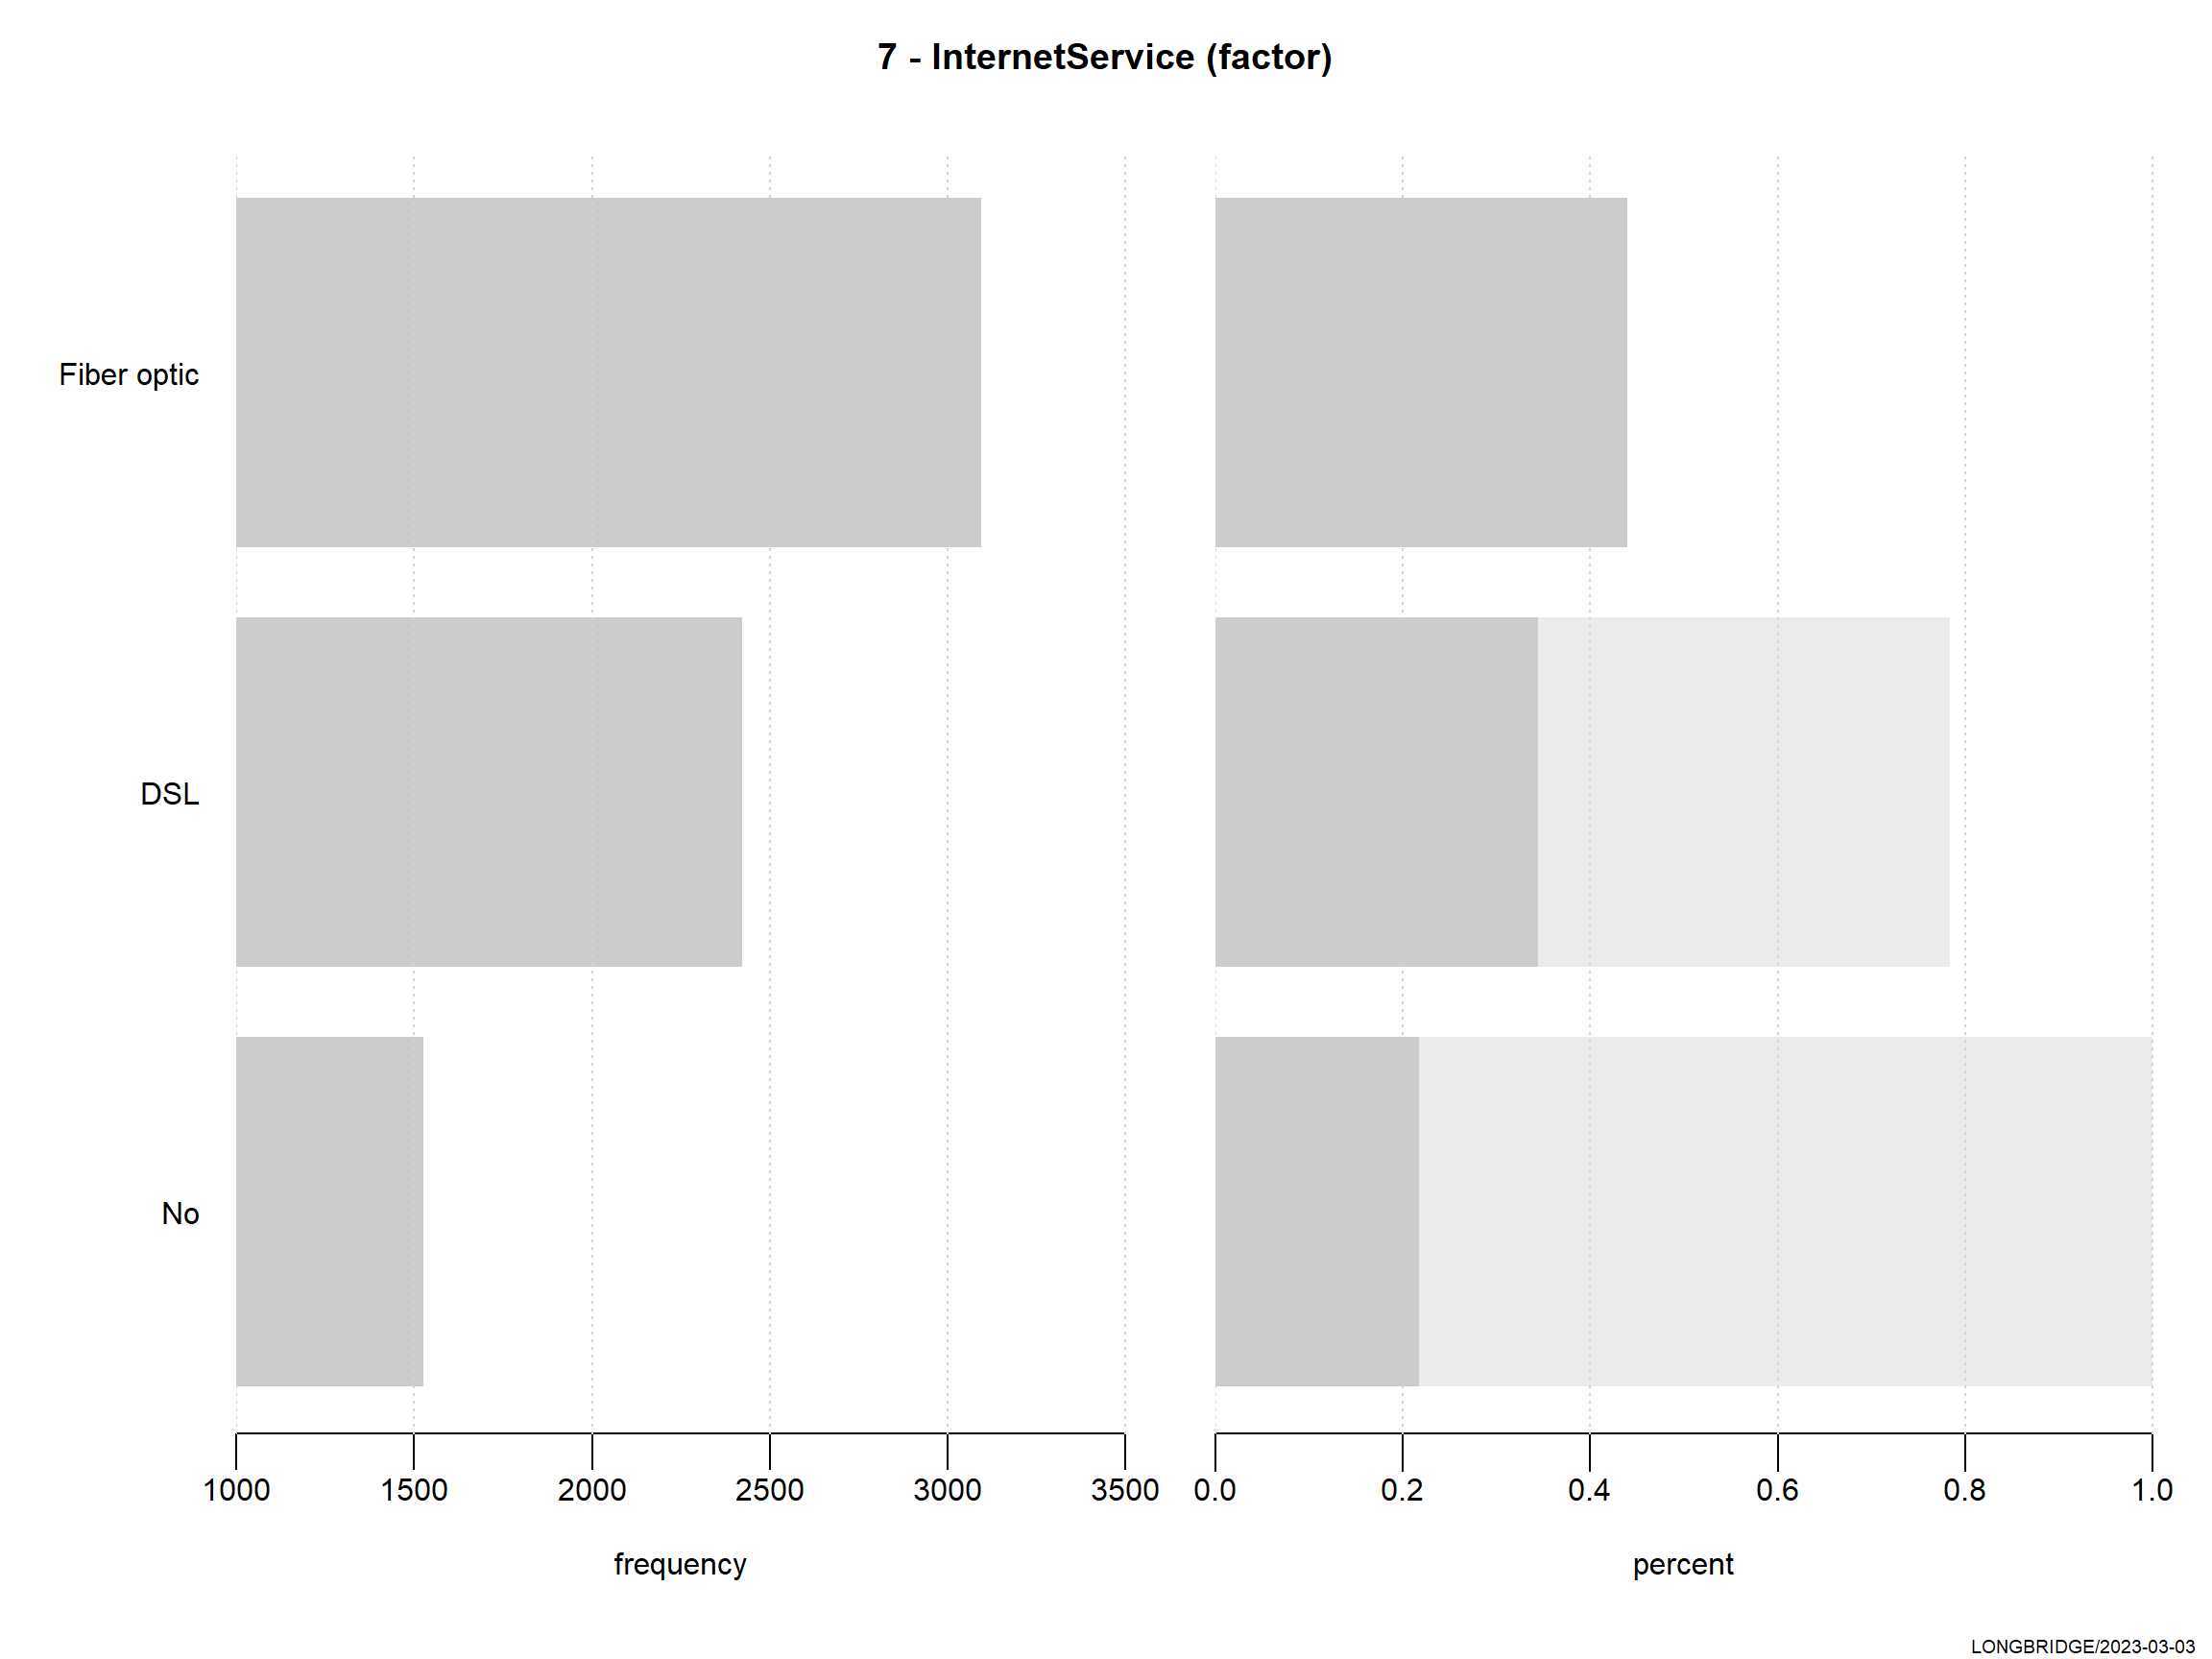 7 - InternetService (factor)
Fiber optic
DSL
No
1000 1500 2000 2500 3000 3500
0.0 0.2 0.4 0.6 0.8 1.0
frequency
percent
LONGBRIDGE/2023-03-03